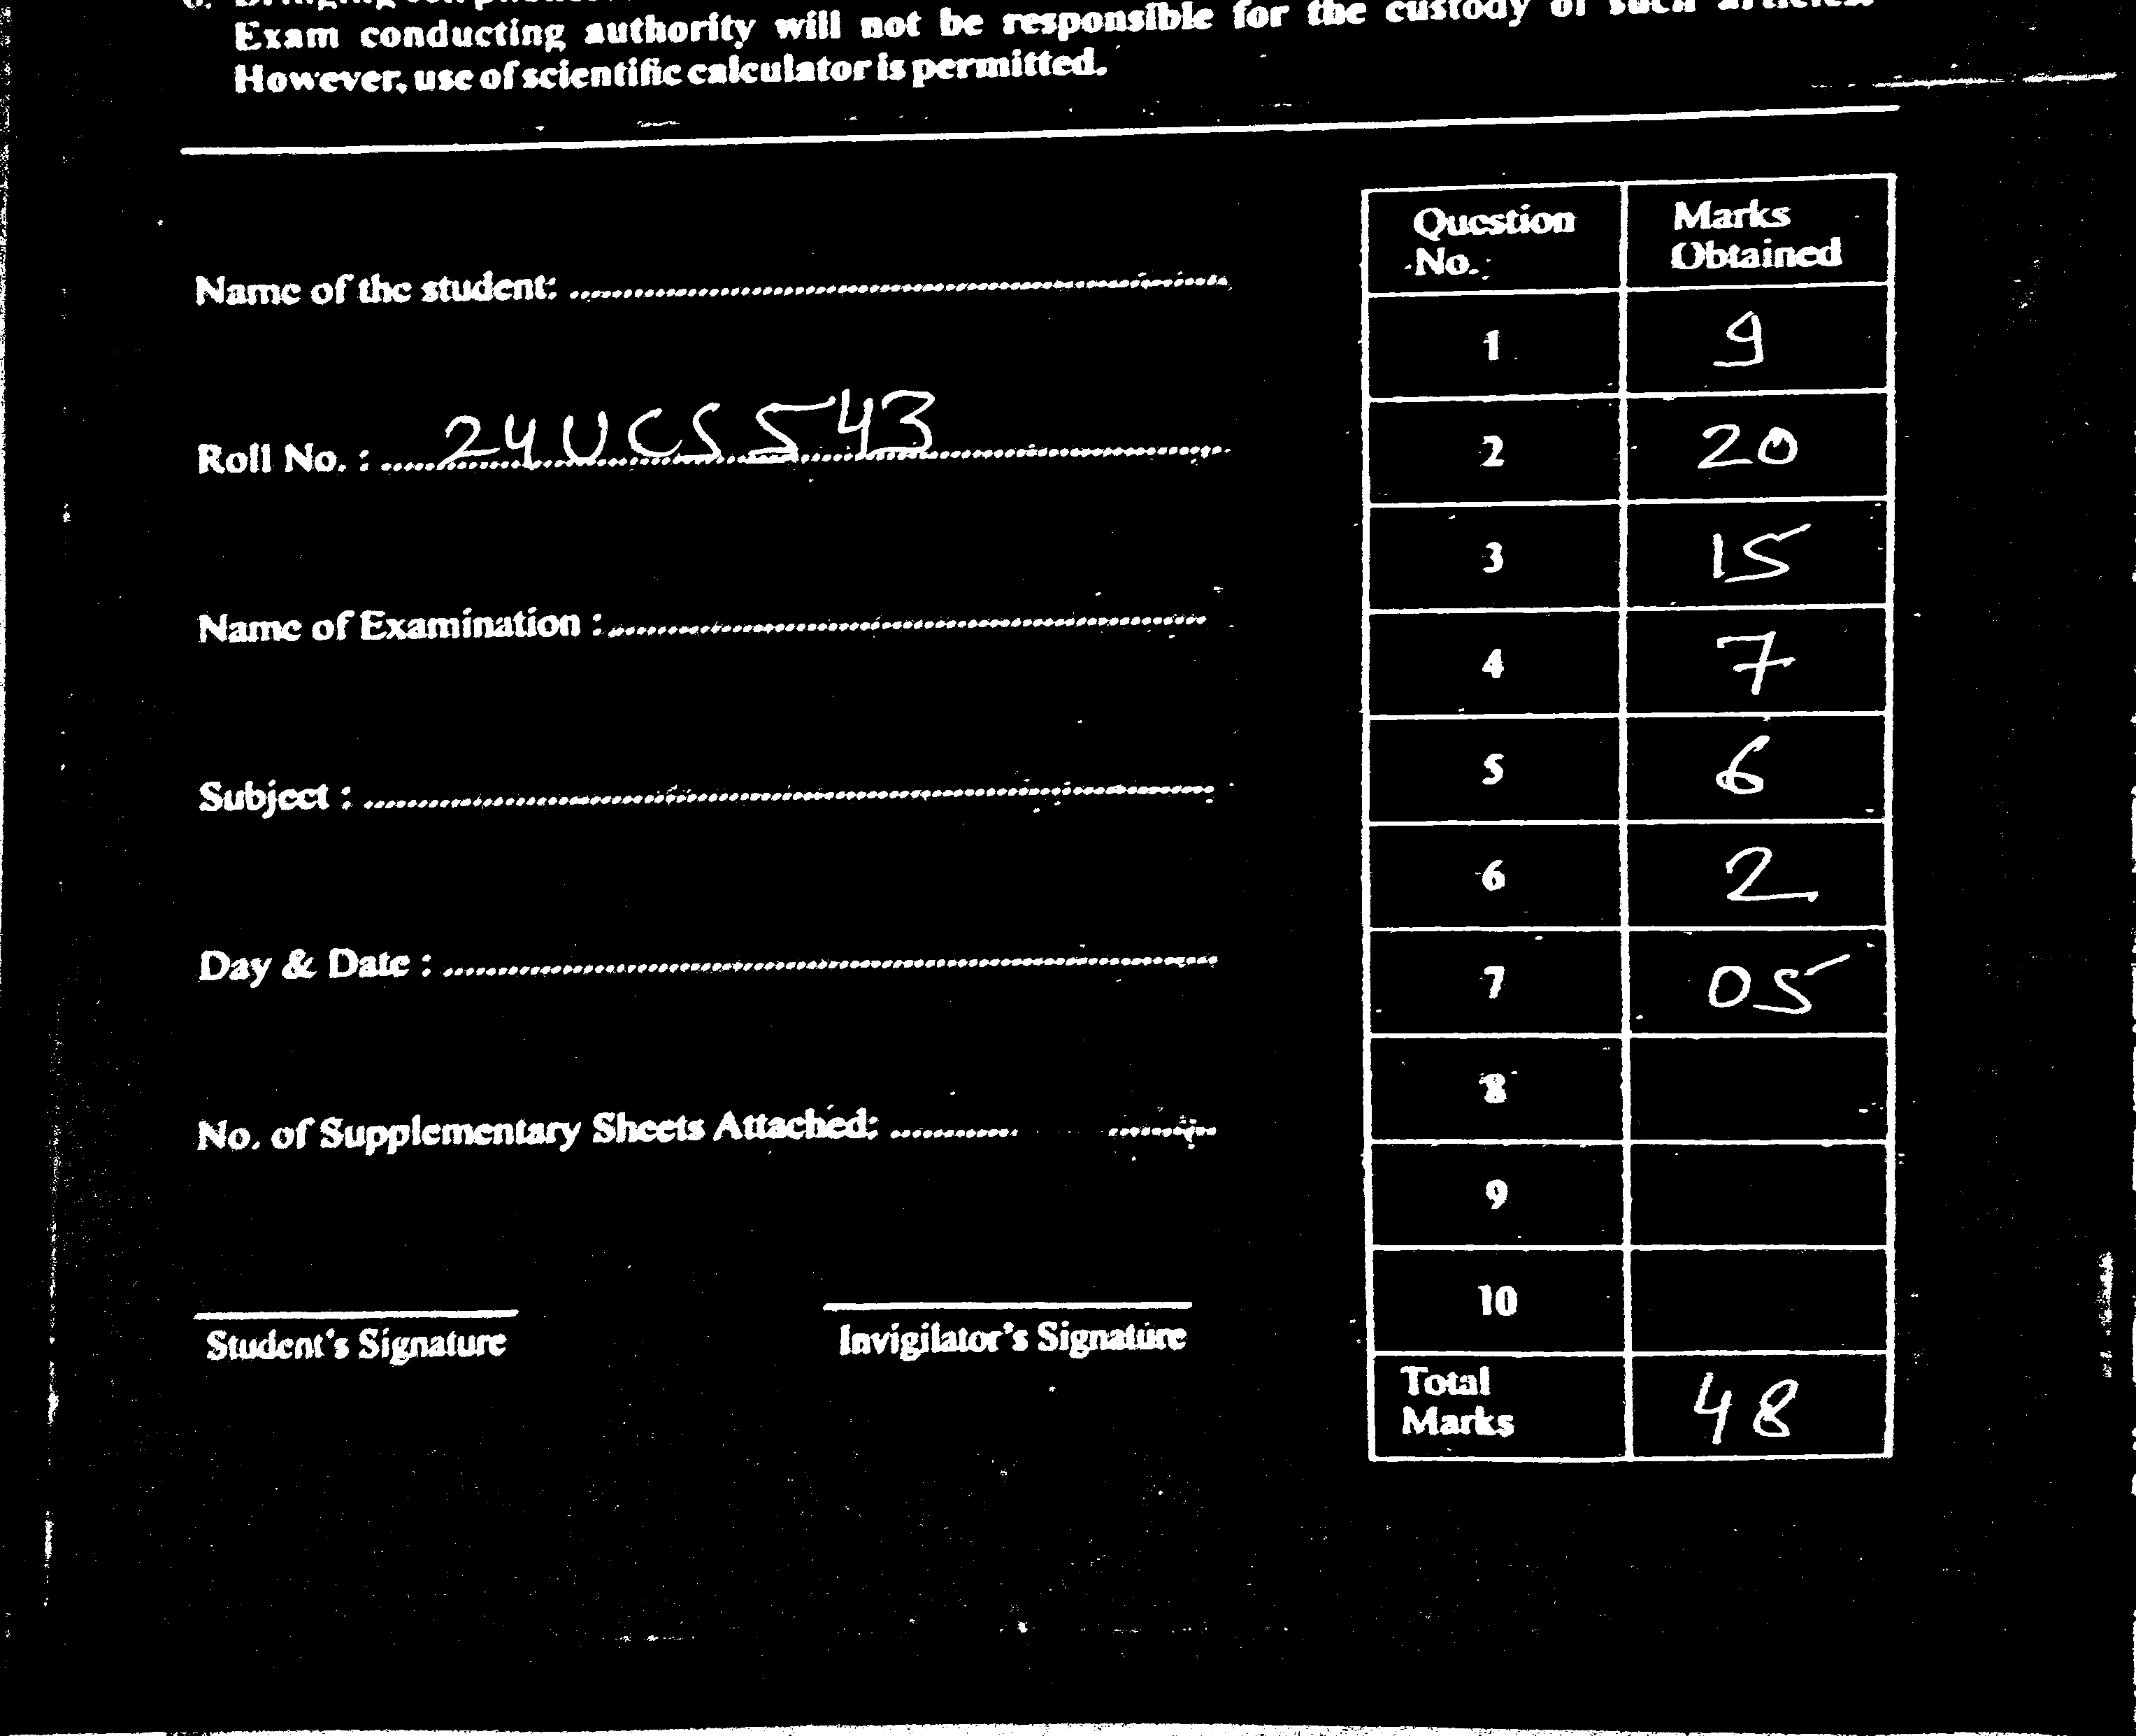 Exam conducting authority will not be responsible for the custody of such articles.
However, use of scientific calculator is permitted.
Name of the student:
Roll No. : 24UCS543
Name of Examination :
Subject :
Day & Date :
No. of Supplementary Sheets Attached:
Student's Signature
Invigilator's Signature
Question No. Marks Obtained
1 9
2 20
3 15
4 7
5 6
6 2
7 05
8
9
10
Total Marks 48